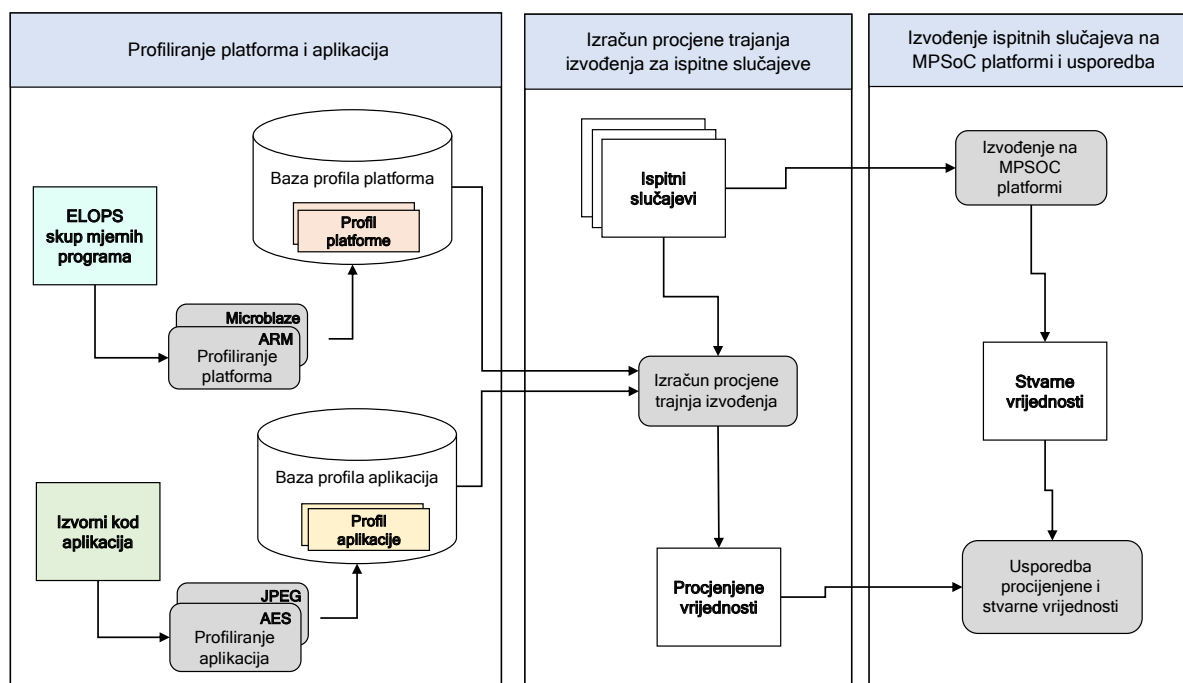 Profiliranje platforma i aplikacija
Baza profila platforma
Profil
platforme
ELOPS
skup mjernih
programa
Microblaze
ARM
Profiliranje
platforma
Baza profila aplikacija
Profil
aplikacije
Izvorni kod
aplikacija
JPEG
AES
Profiliranje
aplikacija
Izračun procjene trajanja
izvođenja za ispitne slučajeve
Ispitni
slučajevi
Izračun procjene
trajnja izvođenja
Procjenjene
vrijednosti
Izvođenje ispitnih slučajeva na
MPSoC platformi i usporedba
Izvođenje na
MPSOC
platformi
Stvarne
vrijednosti
Usporedba
procijenjene i
stvarne vrijednosti